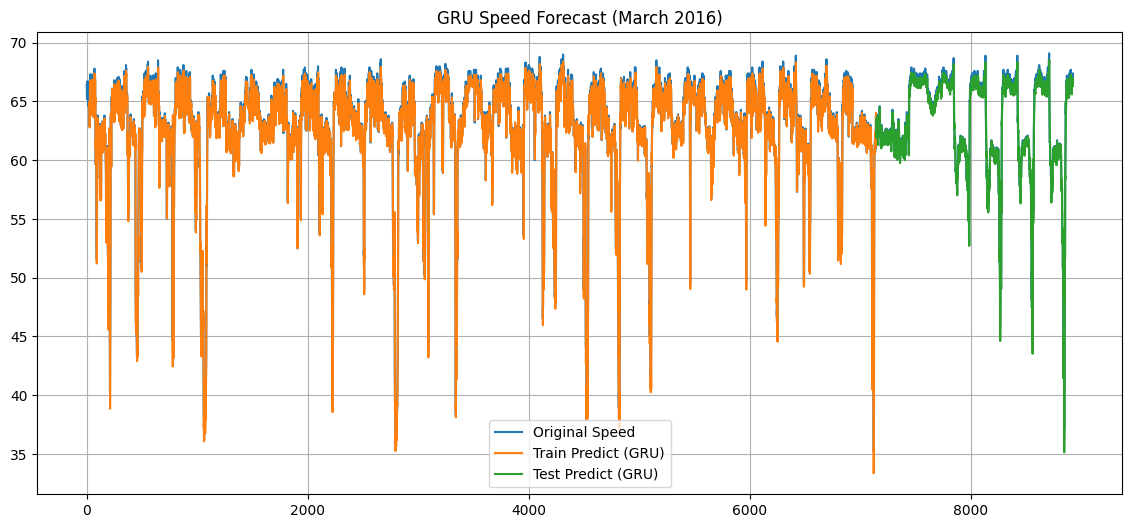 GRU Speed Forecast (March 2016)
70
65
60
55
50
45
40
35
Original Speed
Train Predict (GRU)
Test Predict (GRU)
0 2000 4000 6000 8000